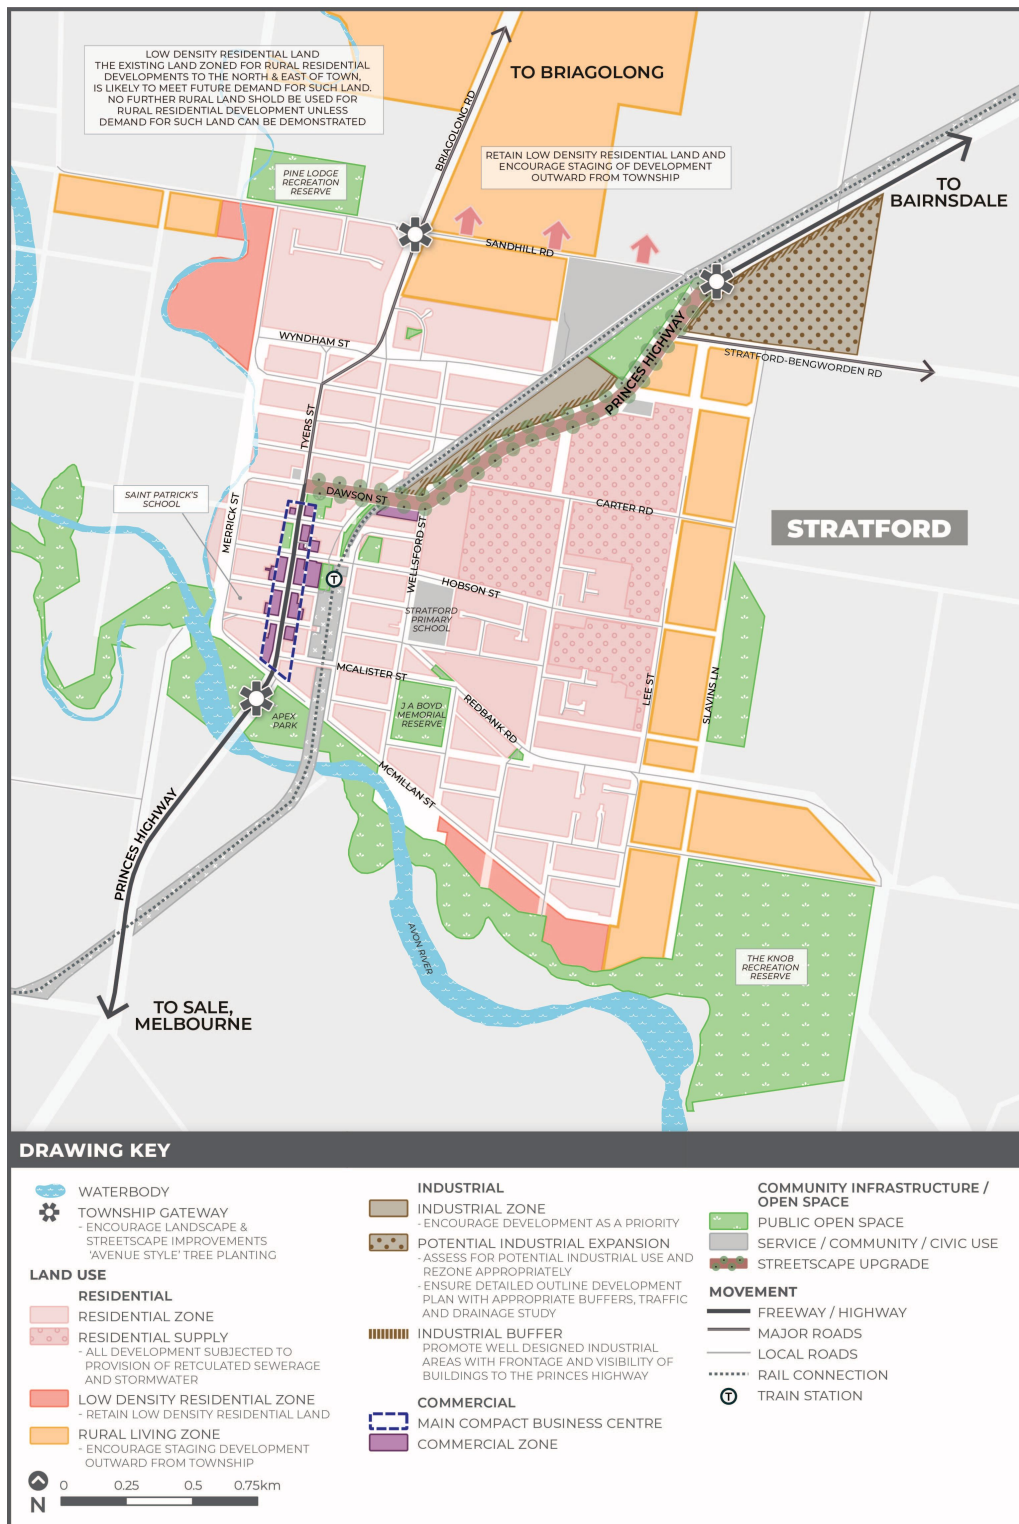 LOW DENSITY RESIDENTIAL LAND
THE EXISTING LAND ZONED FOR RURAL RESIDENTIAL
DEVELOPMENTS TO THE NORTH & EAST OF TOWN,
IS LIKELY TO MEET FUTURE DEMAND FOR SUCH LAND.
NO FURTHER RURAL LAND SHOLD BE USED FOR
RURAL RESIDENTIAL DEVELOPMENT UNLESS
DEMAND FOR SUCH LAND CAN BE DEMONSTRATED
TO BRIAGOLONG
BRIAGOLONG RD
RETAIN LOW DENSITY RESIDENTIAL LAND AND
ENCOURAGE STAGING OF DEVELOPMENT
OUTWARD FROM TOWNSHIP
PINE LODGE
RECREATION
RESERVE
TO
BAIRNSDALE
SANDHILL RD
WYNDHAM ST
PRINCES HIGHWAY
STRATFORD-BENGWORDEN RD
TYERS ST
SAINT PATRICK'S
SCHOOL
DAWSON ST
MERRICK ST
CARTER RD
STRATFORD
WELLSFORD ST
T
HOBSON ST
STRATFORD
PRIMARY
SCHOOL
MCALISTER ST
LEE ST
SLAVINS LN
J A BOYD
MEMORIAL
RESERVE
REDBANK RD
APEX
PARK
MCMILLAN ST
PRINCES HIGHWAY
AVON RIVER
THE KNOB
RECREATION
RESERVE
TO SALE,
MELBOURNE
DRAWING KEY
WATERBODY
TOWNSHIP GATEWAY
- ENCOURAGE LANDSCAPE &
STREETSCAPE IMPROVEMENTS
'AVENUE STYLE' TREE PLANTING
LAND USE
RESIDENTIAL
RESIDENTIAL ZONE
RESIDENTIAL SUPPLY
- ALL DEVELOPMENT SUBJECTED TO
PROVISION OF RETCULATED SEWERAGE
AND STORMWATER
LOW DENSITY RESIDENTIAL ZONE
- RETAIN LOW DENSITY RESIDENTIAL LAND
RURAL LIVING ZONE
- ENCOURAGE STAGING DEVELOPMENT
OUTWARD FROM TOWNSHIP
N
0 0.25 0.5 0.75km
INDUSTRIAL
INDUSTRIAL ZONE
- ENCOURAGE DEVELOPMENT AS A PRIORITY
POTENTIAL INDUSTRIAL EXPANSION
- ASSESS FOR POTENTIAL INDUSTRIAL USE AND
REZONE APPROPRIATELY
- ENSURE DETAILED OUTLINE DEVELOPMENT
PLAN WITH APPROPRIATE BUFFERS, TRAFFIC
AND DRAINAGE STUDY
INDUSTRIAL BUFFER
PROMOTE WELL DESIGNED INDUSTRIAL
AREAS WITH FRONTAGE AND VISIBILITY OF
BUILDINGS TO THE PRINCES HIGHWAY
COMMERCIAL
MAIN COMPACT BUSINESS CENTRE
COMMERCIAL ZONE
COMMUNITY INFRASTRUCTURE /
OPEN SPACE
PUBLIC OPEN SPACE
SERVICE / COMMUNITY / CIVIC USE
STREETSCAPE UPGRADE
MOVEMENT
FREEWAY / HIGHWAY
MAJOR ROADS
LOCAL ROADS
RAIL CONNECTION
T TRAIN STATION